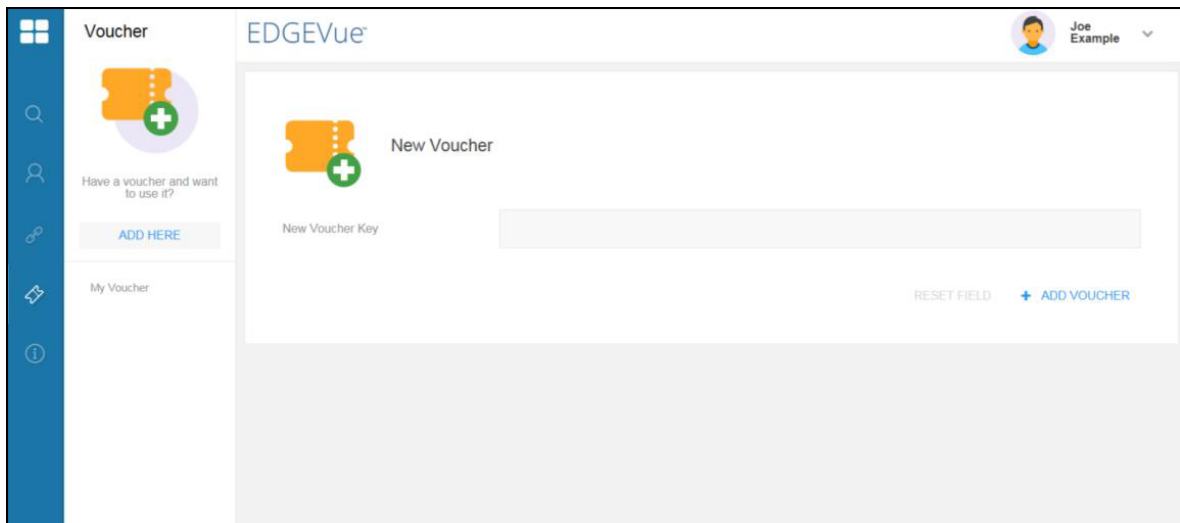 Voucher
Have a voucher and want
to use it?
ADD HERE
My Voucher
EDGEVue™
Joe
Example
New Voucher
New Voucher Key
RESET FIELD
+ ADD VOUCHER